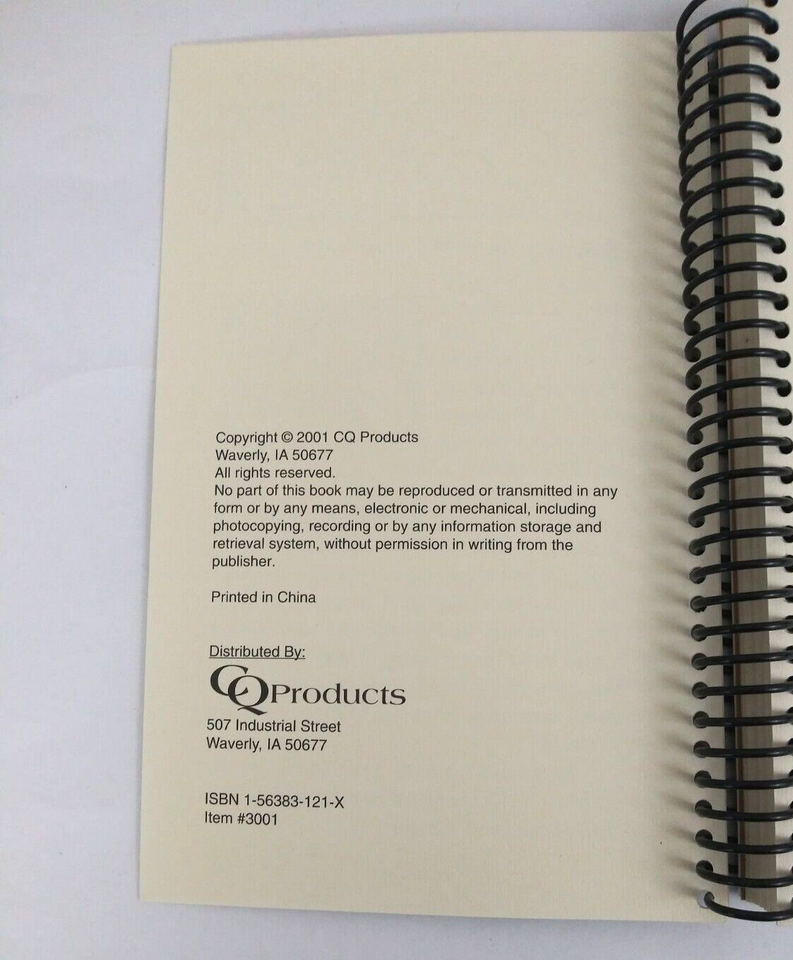 Copyright © 2001 CQ Products
Waverly, IA 50677
All rights reserved.
No part of this book may be reproduced or transmitted in any
form or by any means, electronic or mechanical, including
photocopying, recording or by any information storage and
retrieval system, without permission in writing from the
publisher.
Printed in China
Distributed By:
CQ Products
507 Industrial Street
Waverly, IA 50677
ISBN 1-56383-121-X
Item #3001